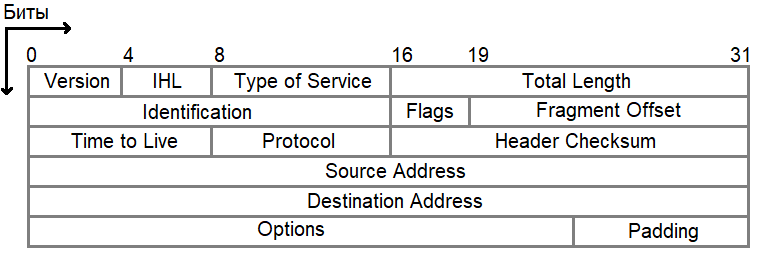 Биты
0 4 8 16 19 31
Version IHL Type of Service Total Length
Identification Flags Fragment Offset
Time to Live Protocol Header Checksum
Source Address
Destination Address
Options Padding